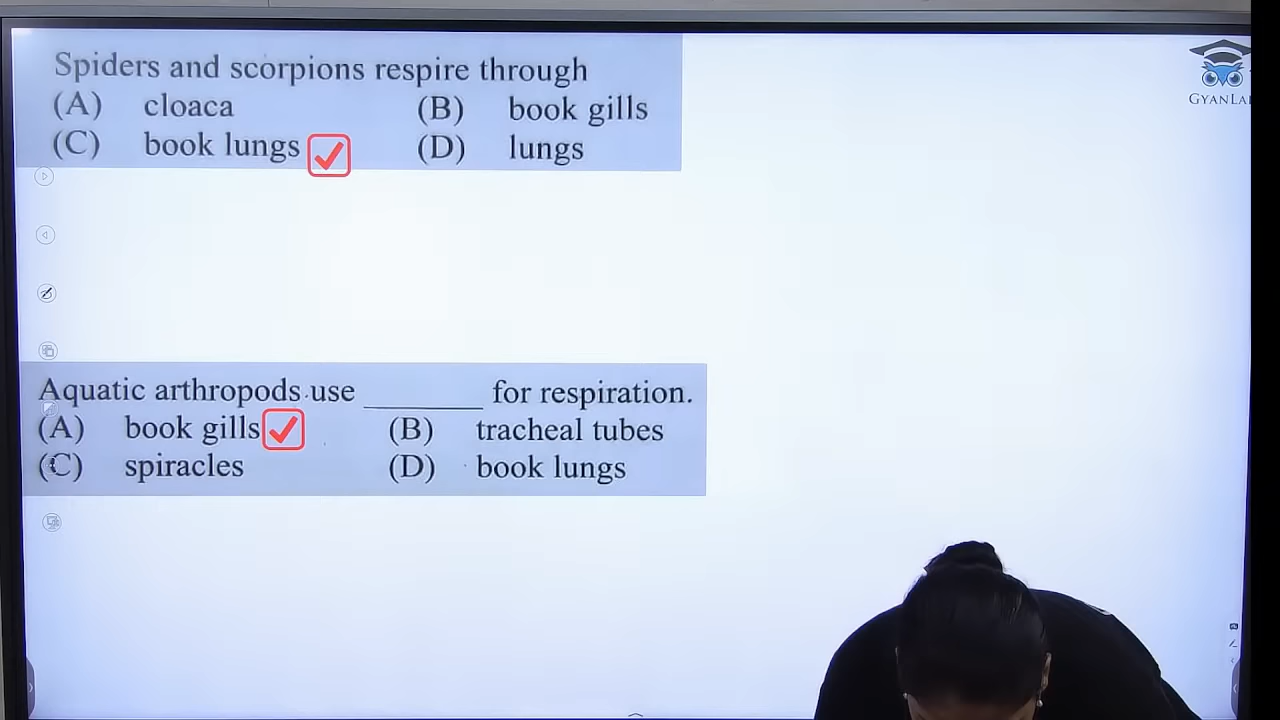 Spiders and scorpions respire through
(A) cloaca (B) book gills
(C) book lungs (D) lungs
Aquatic arthropods use ________ for respiration.
(A) book gills (B) tracheal tubes
(C) spiracles (D) book lungs